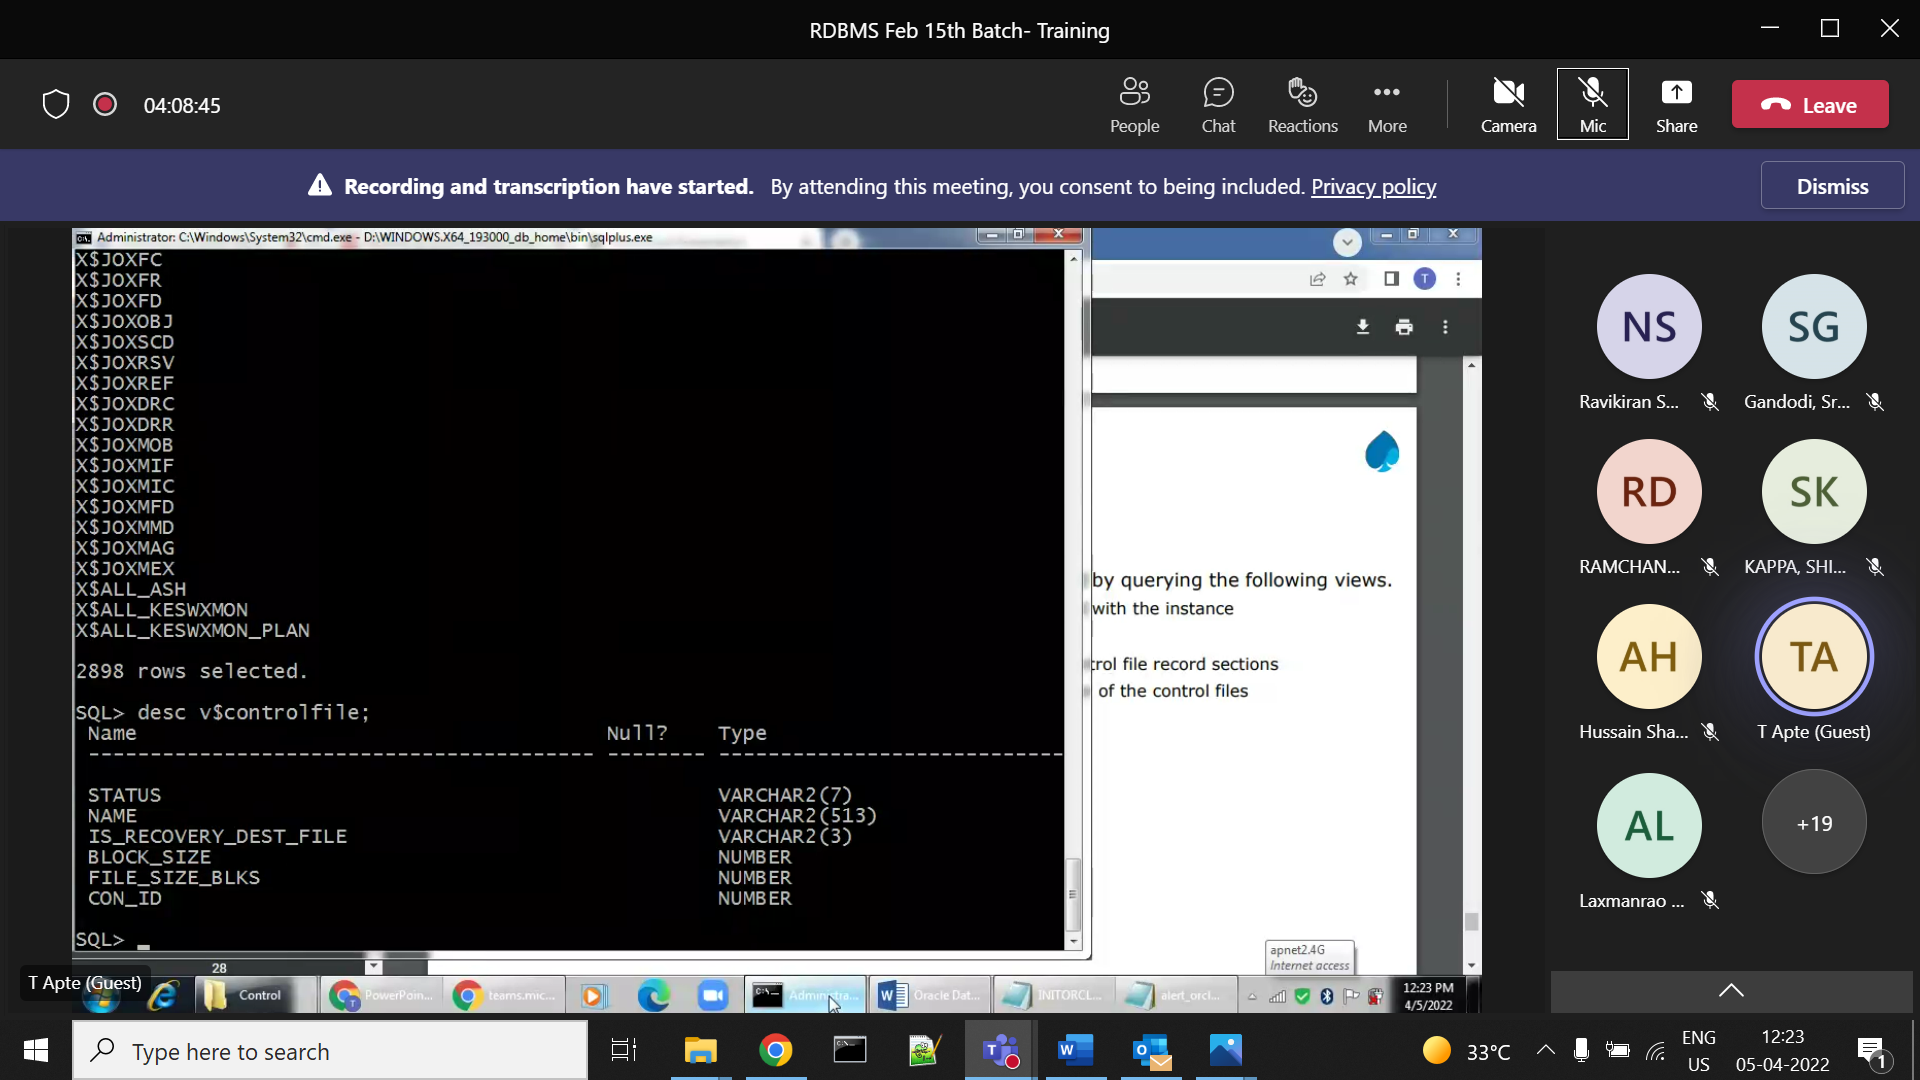 RDBMS Feb 15th Batch- Training
04:08:45
People
Chat
Reactions
More
Camera
Mic
Share
Leave
Recording and transcription have started. By attending this meeting, you consent to being included. Privacy policy
Dismiss
Administrator: C:\Windows\System32\cmd.exe - D:\WINDOWS.X64_193000_db_home\bin\sqlplus.exe
X$JOXFC
X$JOXFR
X$JOXFD
X$JOXOBJ
X$JOXSCD
X$JOXRSV
X$JOXREF
X$JOXDRC
X$JOXDRR
X$JOXMOB
X$JOXMIF
X$JOXMIC
X$JOXMFD
X$JOXMMD
X$JOXMAG
X$JOXMEX
X$ALL_ASH
X$ALL_KESWXMON
X$ALL_KESWXMON_PLAN
2898 rows selected.
SQL> desc v$controlfile;
Name Null? Type
STATUS VARCHAR2(7)
NAME VARCHAR2(513)
IS_RECOVERY_DEST_FILE VARCHAR2(3)
BLOCK_SIZE NUMBER
FILE_SIZE_BLKS NUMBER
CON_ID NUMBER
SQL> _
T
by querying the following views.
with the instance
trol file record sections
of the control files
apnet2.4G
Internet access
28
T Apte (Guest)
Control
PowerPoin...
teams.mic...
Administra...
Oracle Dat...
INITORCL...
alert_orcl...
12:23 PM
4/5/2022
NS
SG
Ravikiran S...
Gandodi, Sr...
RD
SK
RAMCHAN...
KAPPA, SHI...
AH
TA
Hussain Sha...
T Apte (Guest)
AL
+19
Laxmanrao ...
Type here to search
33°C
ENG
US
12:23
05-04-2022
1